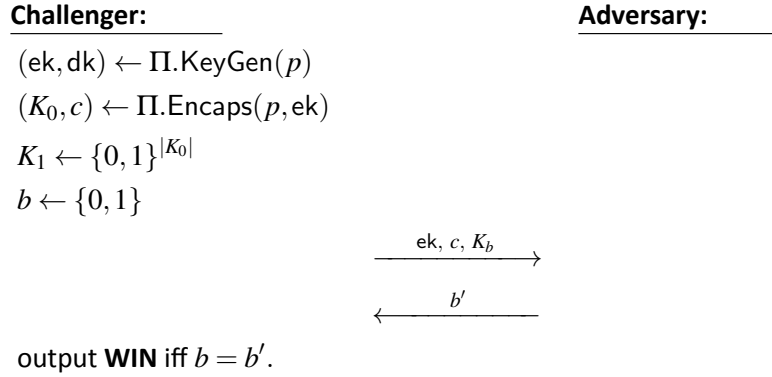 Challenger: Adversary:
(ek, dk) ← Π.KeyGen(p)
(K₀, c) ← Π.Encaps(p, ek)
K₁ ← {0, 1}^{|K₀|}
b ← {0, 1}
ek, c, K_b
b′
output WIN iff b = b′.